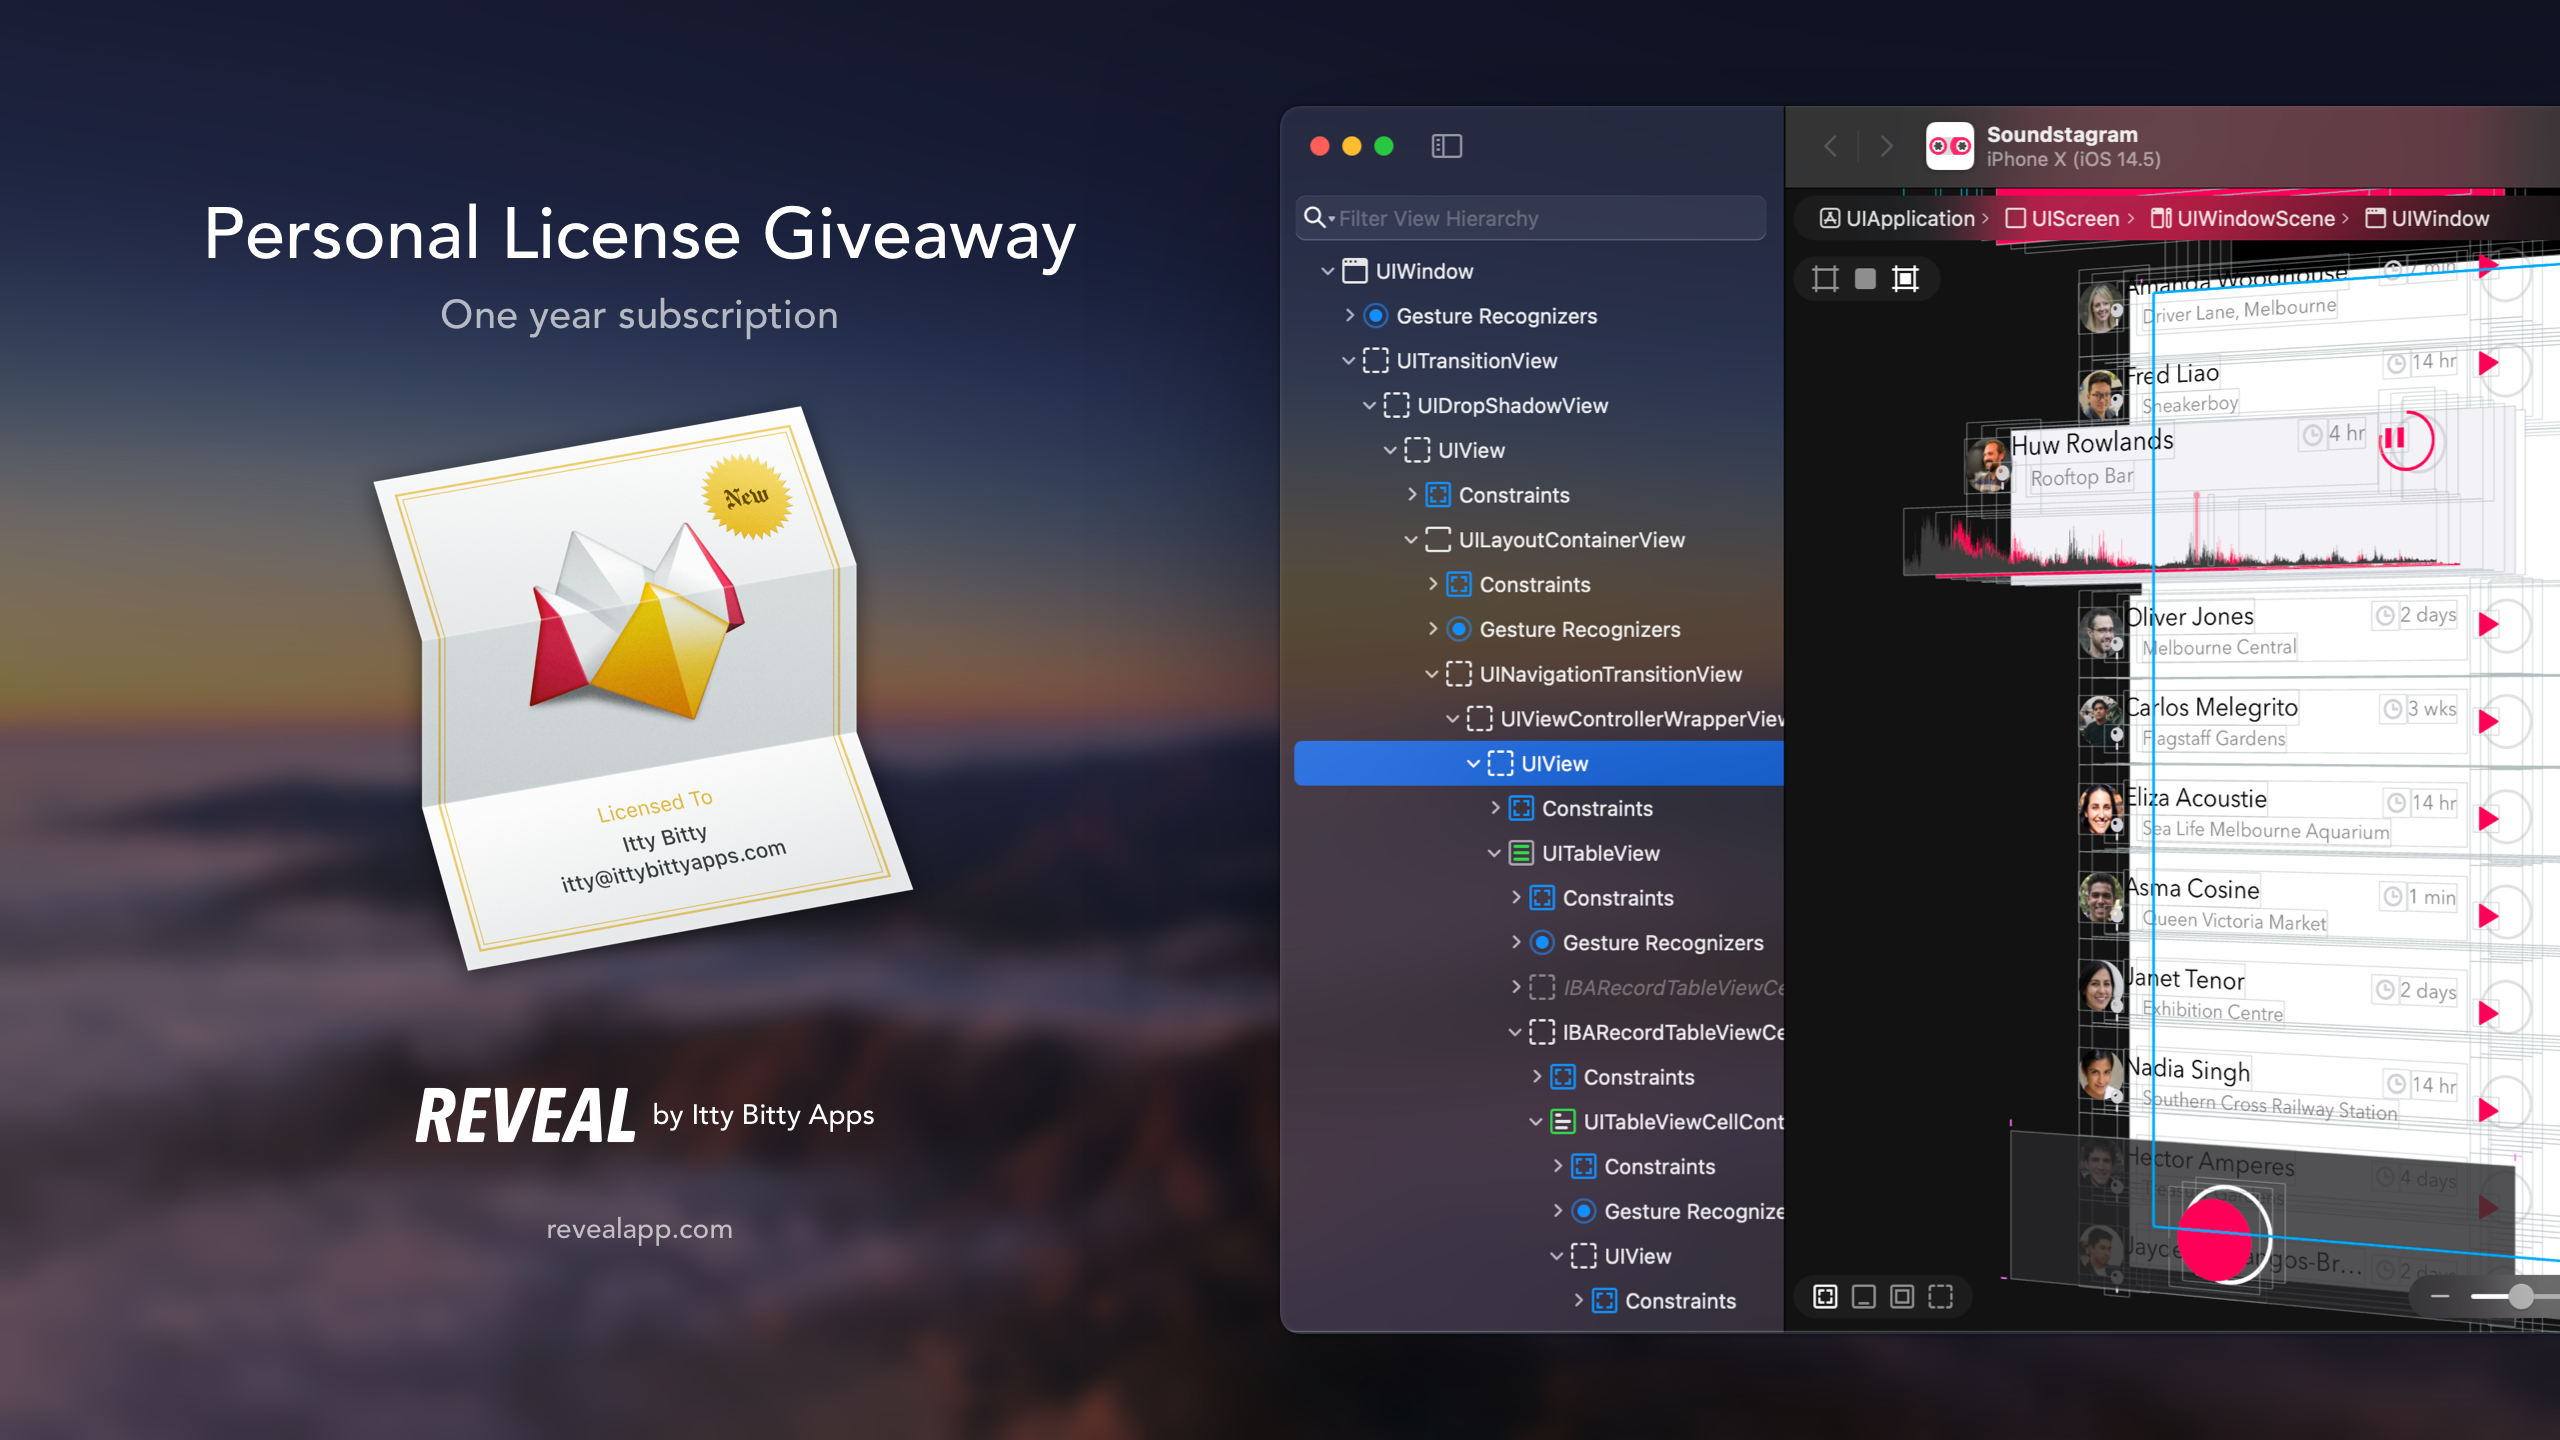 Personal License Giveaway
One year subscription
New
Licensed To
Itty Bitty
itty@ittybittyapps.com
REVEAL by Itty Bitty Apps
revealapp.com
Filter View Hierarchy
UIWindow
Gesture Recognizers
UITransitionView
UIDropShadowView
UIView
Constraints
UILayoutContainerView
Constraints
Gesture Recognizers
UINavigationTransitionView
UIViewControllerWrapperView
UIView
Constraints
UITableView
Constraints
Gesture Recognizers
IBARecordTableViewCe
IBARecordTableViewCe
Constraints
UITableViewCellCont
Constraints
Gesture Recognize
UIView
Constraints
Soundstagram
iPhone X (iOS 14.5)
UIApplication UIScreen UIWindowScene UIWindow
Amanda Woodhouse 7 min
Driver Lane, Melbourne
Fred Liao 14 hr
Sneakerboy
Huw Rowlands 4 hr
Rooftop Bar
Oliver Jones 2 days
Melbourne Central
Carlos Melegrito 3 wks
Flagstaff Gardens
Eliza Acoustie 14 hr
Sea Life Melbourne Aquarium
Asma Cosine 1 min
Queen Victoria Market
Janet Tenor 2 days
Exhibition Centre
Nadia Singh 14 hr
Southern Cross Railway Station
Hector Amperes 4 days
2 days